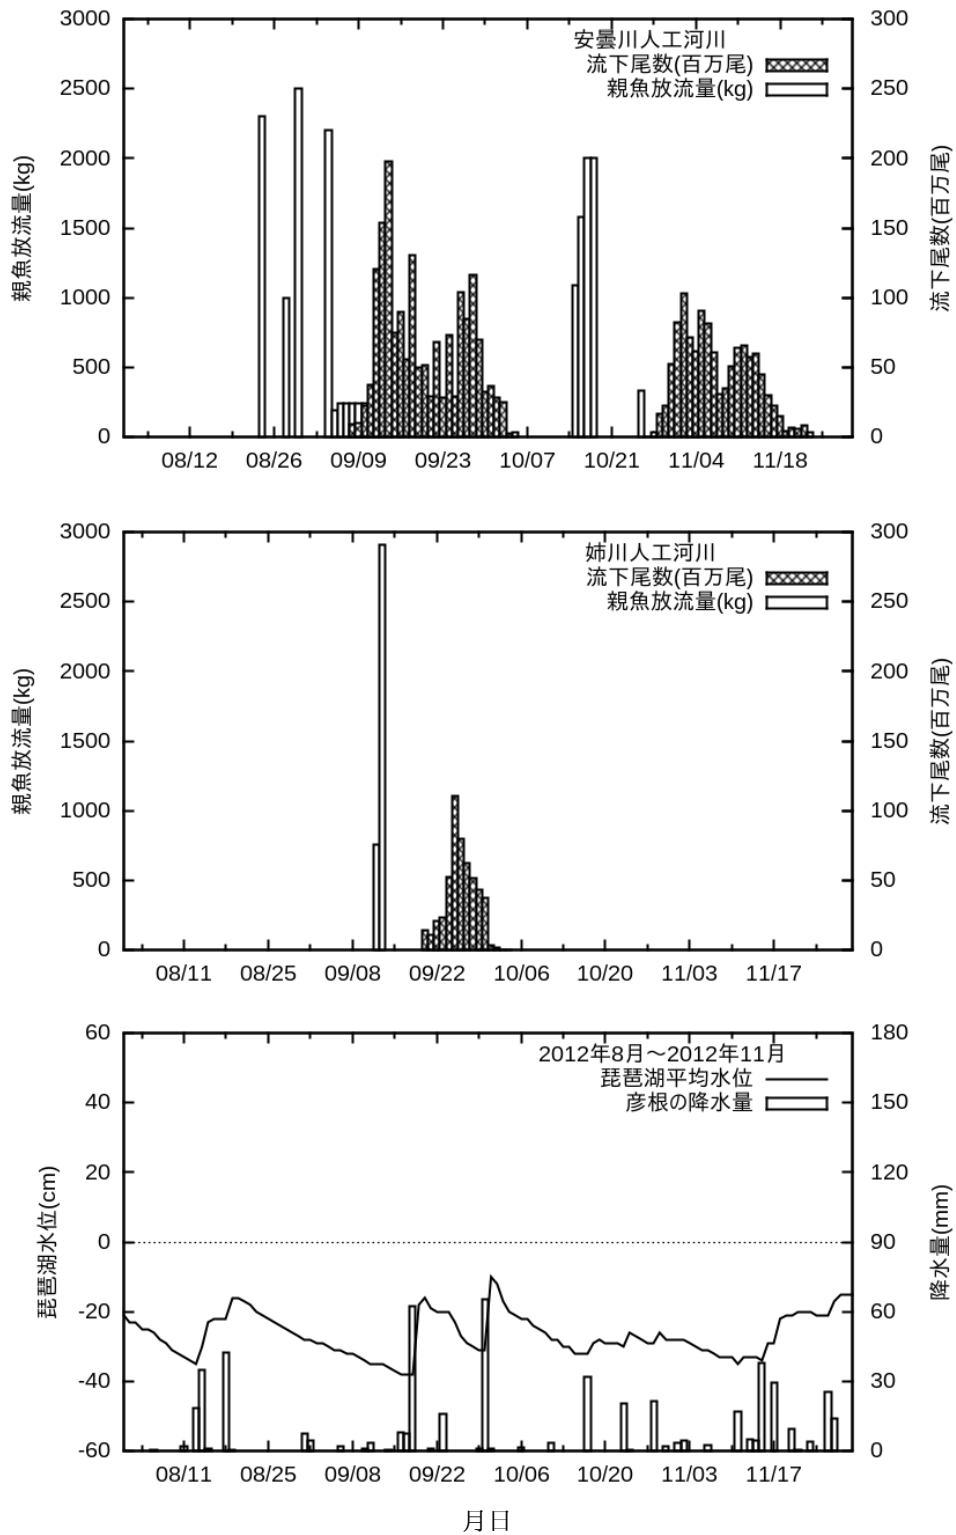 安曇川人工河川
流下尾数(百万尾)
親魚放流量(kg)
3000
2500
2000
1500
1000
500
0
300
250
200
150
100
50
0
親魚放流量(kg)
流下尾数(百万尾)
08/12 08/26 09/09 09/23 10/07 10/21 11/04 11/18
姉川人工河川
流下尾数(百万尾)
親魚放流量(kg)
3000
2500
2000
1500
1000
500
0
300
250
200
150
100
50
0
親魚放流量(kg)
流下尾数(百万尾)
08/11 08/25 09/08 09/22 10/06 10/20 11/03 11/17
2012年8月～2012年11月
琵琶湖平均水位
彦根の降水量
60
40
20
0
-20
-40
-60
180
150
120
90
60
30
0
琵琶湖水位(cm)
降水量(mm)
08/11 08/25 09/08 09/22 10/06 10/20 11/03 11/17
月日